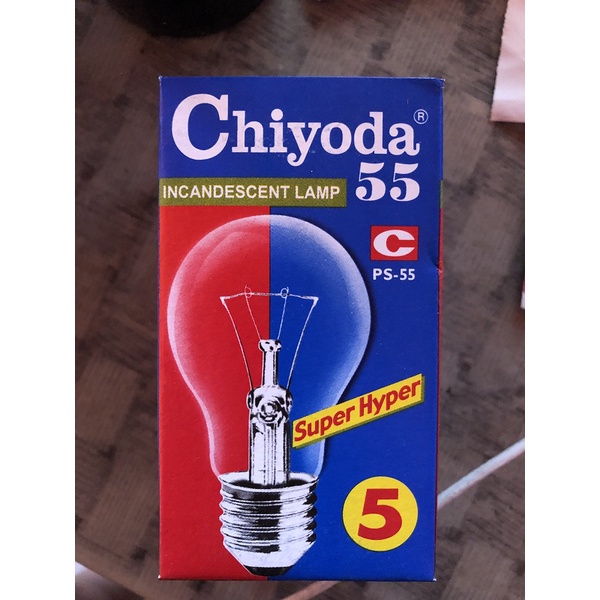 Chiyoda®
55
INCANDESCENT LAMP
C
PS-55
Super Hyper
5